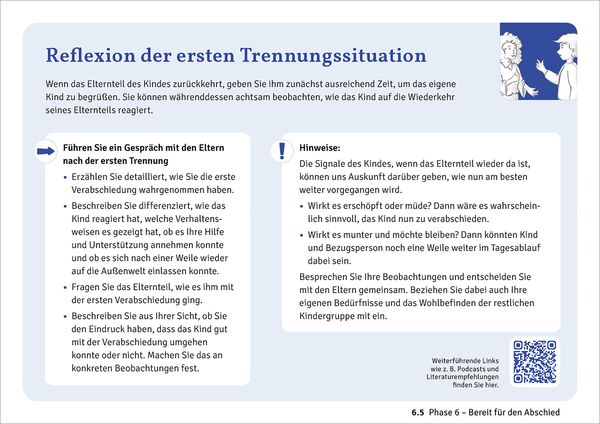 Reflexion der ersten Trennungssituation
Wenn das Elternteil des Kindes zurückkehrt, geben Sie ihm zunächst ausreichend Zeit, um das eigene
Kind zu begrüßen. Sie können währenddessen achtsam beobachten, wie das Kind auf die Wiederkehr
seines Elternteils reagiert.
Führen Sie ein Gespräch mit den Eltern
nach der ersten Trennung
• Erzählen Sie detailliert, wie Sie die erste
Verabschiedung wahrgenommen haben.
• Beschreiben Sie differenziert, wie das
Kind reagiert hat, welche Verhaltens-
weisen es gezeigt hat, ob es Ihre Hilfe
und Unterstützung annehmen konnte
und ob es sich nach einer Weile wieder
auf die Außenwelt einlassen konnte.
• Fragen Sie das Elternteil, wie es ihm mit
der ersten Verabschiedung ging.
• Beschreiben Sie aus Ihrer Sicht, ob Sie
den Eindruck haben, dass das Kind gut
mit der Verabschiedung umgehen
konnte oder nicht. Machen Sie das an
konkreten Beobachtungen fest.
!
Hinweise:
Die Signale des Kindes, wenn das Elternteil wieder da ist,
können uns Auskunft darüber geben, wie nun am besten
weiter vorgegangen wird.
• Wirkt es erschöpft oder müde? Dann wäre es wahrschein-
lich sinnvoll, das Kind nun zu verabschieden.
• Wirkt es munter und möchte bleiben? Dann könnten Kind
und Bezugsperson noch eine Weile weiter im Tagesablauf
dabei sein.
Besprechen Sie Ihre Beobachtungen und entscheiden Sie
mit den Eltern gemeinsam. Beziehen Sie dabei auch Ihre
eigenen Bedürfnisse und das Wohlbefinden der restlichen
Kindergruppe mit ein.
Weiterführende Links
wie z. B. Podcasts und
Literaturempfehlungen
finden Sie hier.
6.5 Phase 6 – Bereit für den Abschied